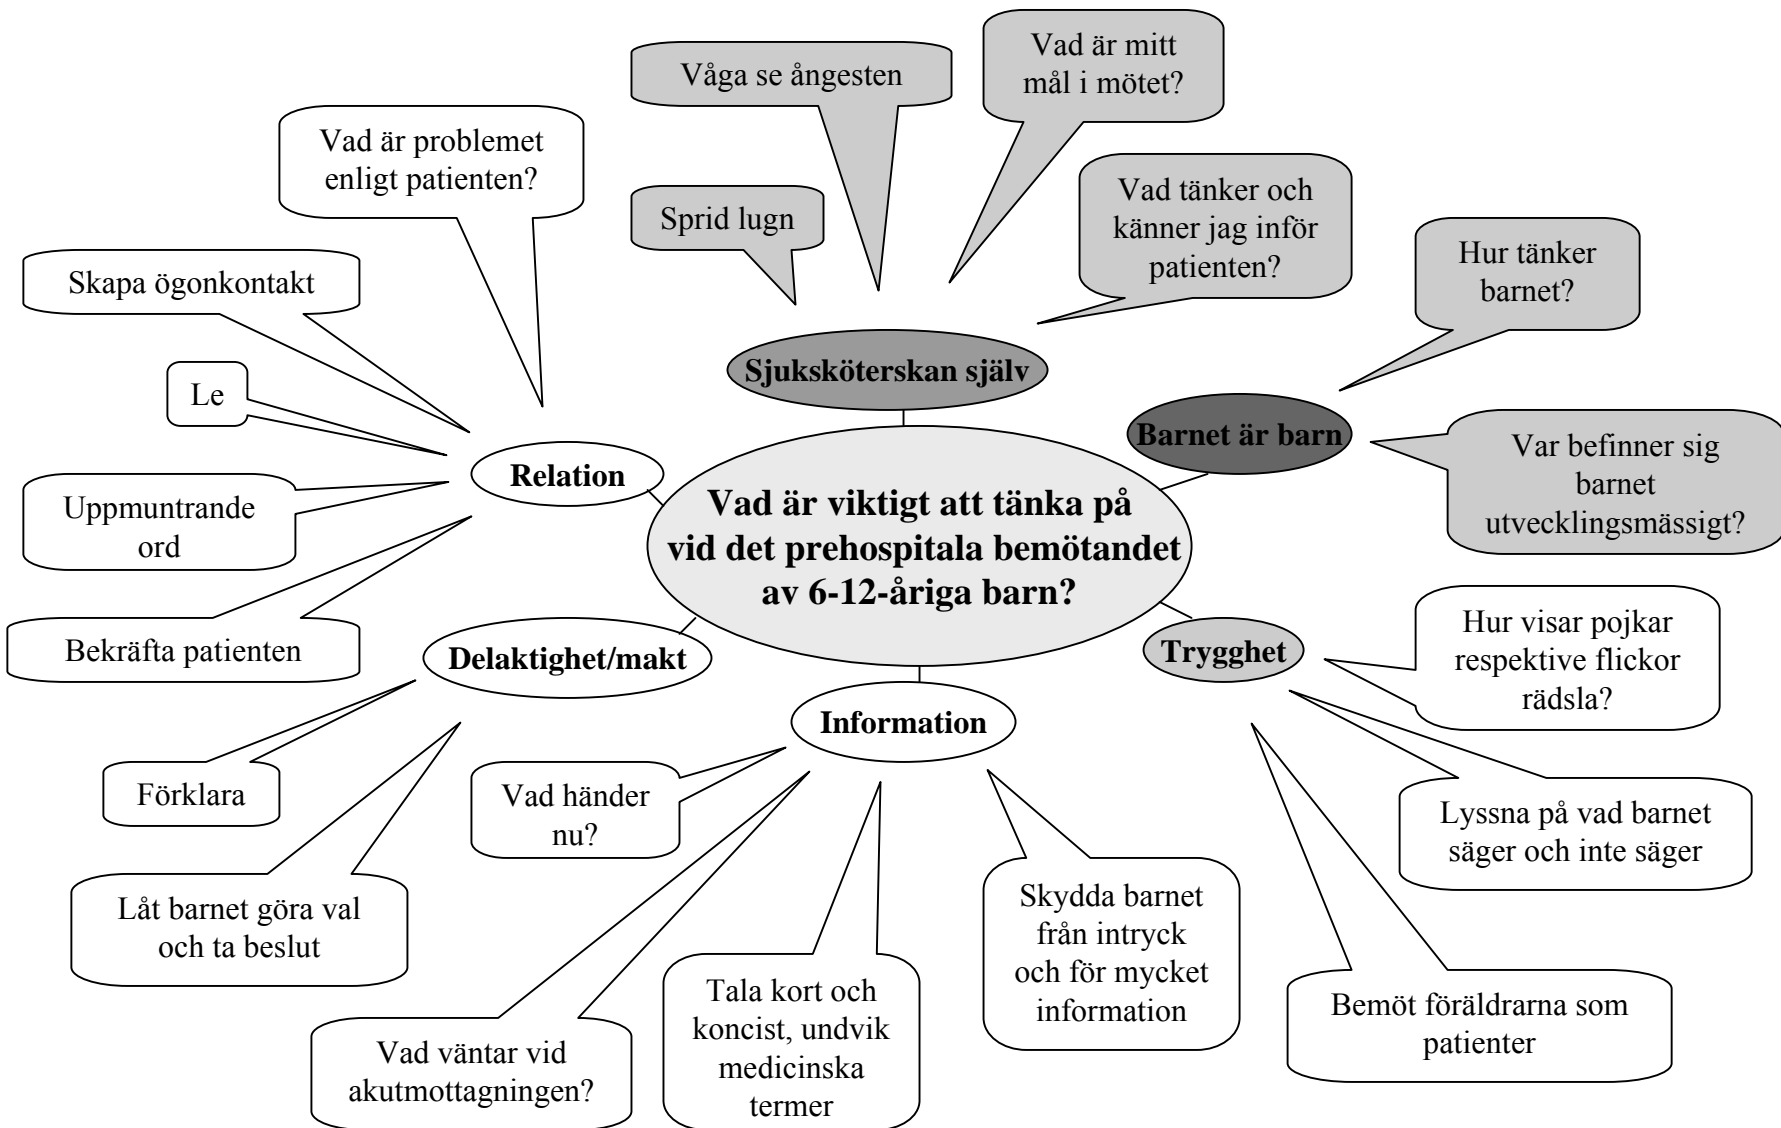 Våga se ångesten
Vad är mitt
mål i mötet?
Vad är problemet
enligt patienten?
Sprid lugn
Vad tänker och
känner jag inför
patienten?
Hur tänker
barnet?
Skapa ögonkontakt
Sjuksköterskan själv
Le
Barnet är barn
Var befinner sig
barnet
utvecklingsmässigt?
Relation
Uppmuntrande
ord
Vad är viktigt att tänka på
vid det prehospitala bemötandet
av 6-12-åriga barn?
Bekräfta patienten
Delaktighet/makt
Trygghet
Hur visar pojkar
respektive flickor
rädsla?
Information
Förklara
Vad händer
nu?
Lyssna på vad barnet
säger och inte säger
Låt barnet göra val
och ta beslut
Skydda barnet
från intryck
och för mycket
information
Tala kort och
koncist, undvik
medicinska
termer
Bemöt föräldrarna som
patienter
Vad väntar vid
akutmottagningen?